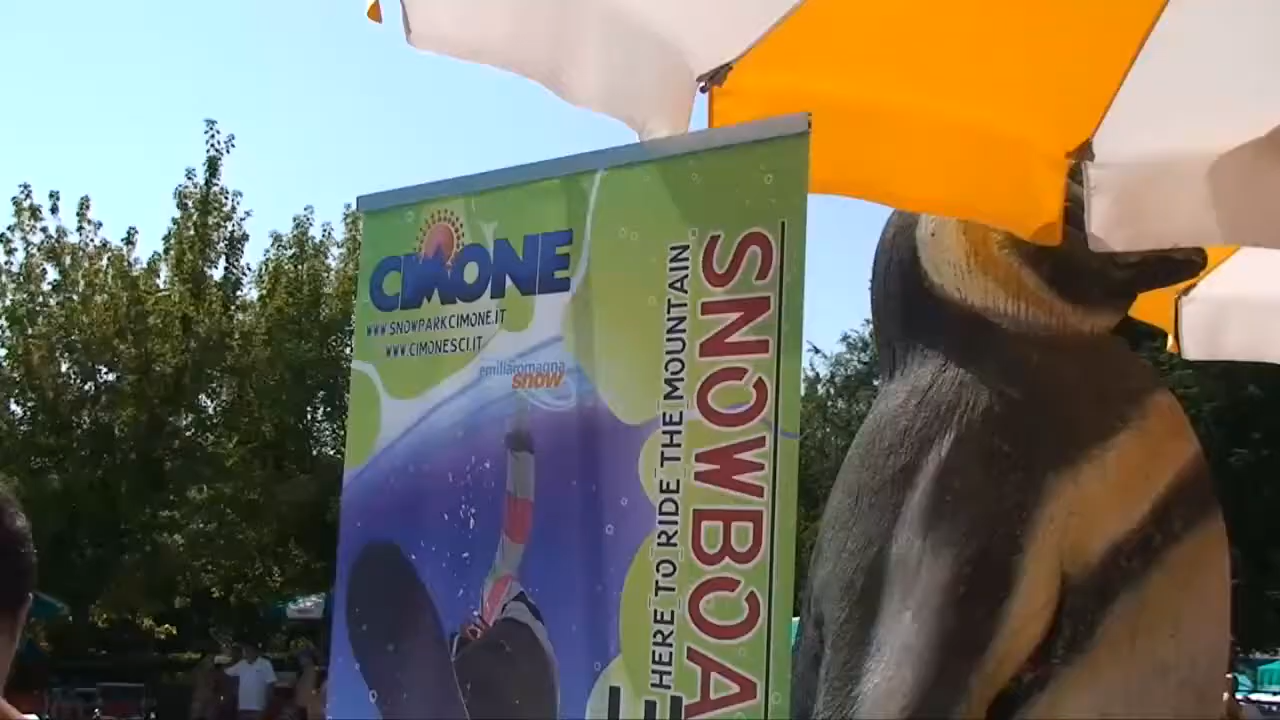 CIMONE
WWW.SNOWPARKCIMONE.IT
WWW.CIMONESCI.IT
emiliaromagna
snow
HERE TO RIDE THE MOUNTAIN
SNOWBOA